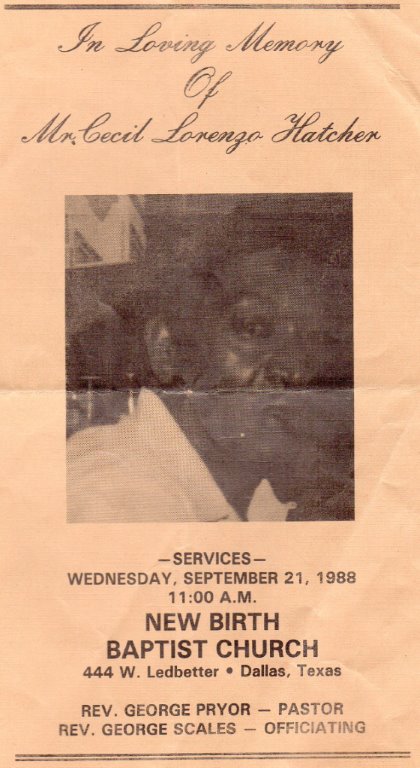 In Loving Memory
Of
Mr. Cecil Lorenzo Hatcher
—SERVICES—
WEDNESDAY, SEPTEMBER 21, 1988
11:00 A.M.
NEW BIRTH
BAPTIST CHURCH
444 W. Ledbetter • Dallas, Texas
REV. GEORGE PRYOR — PASTOR
REV. GEORGE SCALES — OFFICIATING